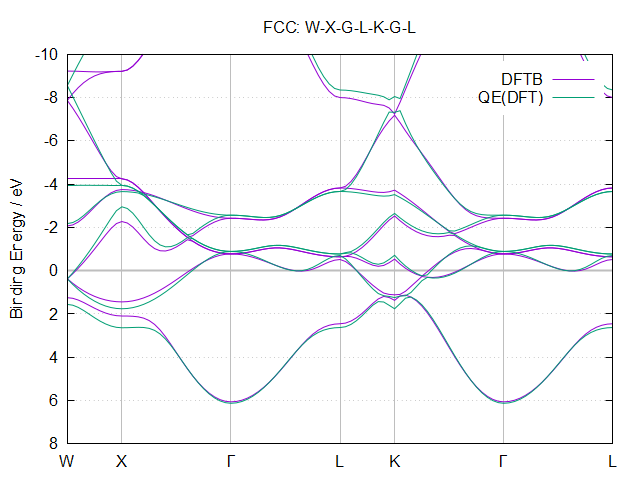 FCC: W-X-G-L-K-G-L
-10
-8
-6
-4
-2
0
2
4
6
8
Binding Energy / eV
DFTB
QE(DFT)
W X Γ L K Γ L